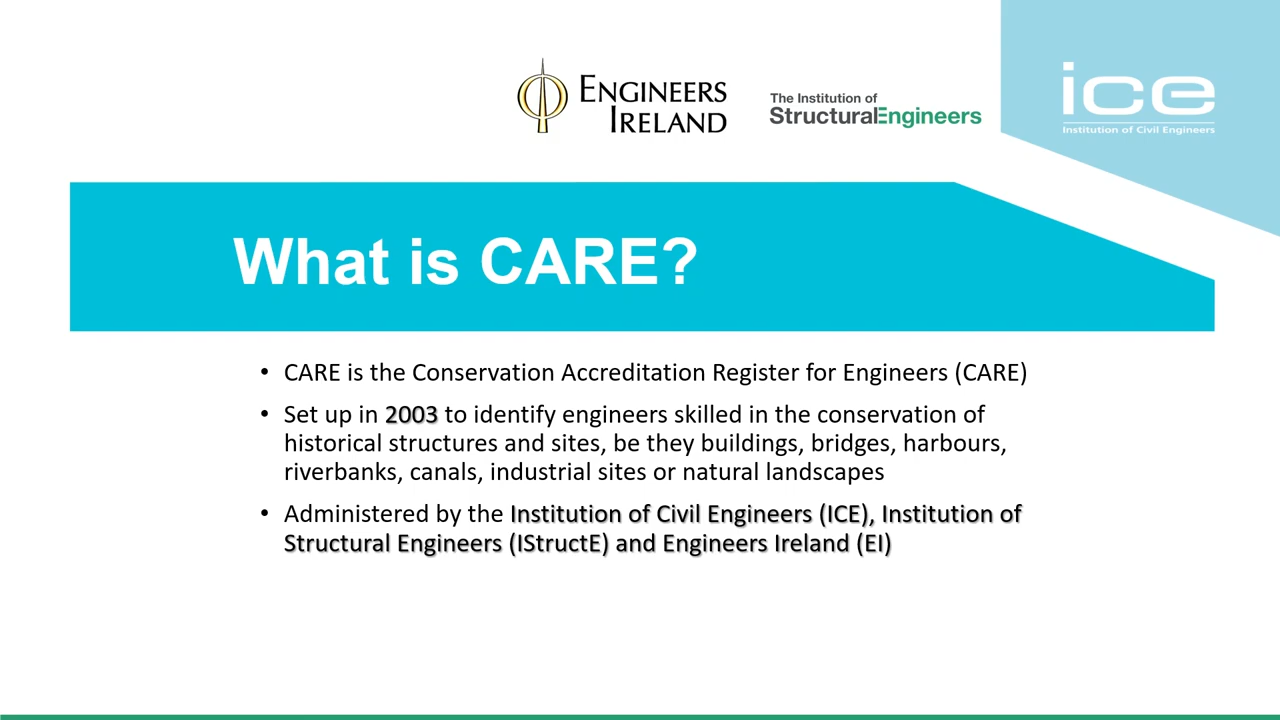 ENGINEERS
IRELAND
The Institution of
StructuralEngineers
ice
Institution of Civil Engineers
What is CARE?
• CARE is the Conservation Accreditation Register for Engineers (CARE)
• Set up in 2003 to identify engineers skilled in the conservation of
historical structures and sites, be they buildings, bridges, harbours,
riverbanks, canals, industrial sites or natural landscapes
• Administered by the Institution of Civil Engineers (ICE), Institution of
Structural Engineers (IStructE) and Engineers Ireland (EI)